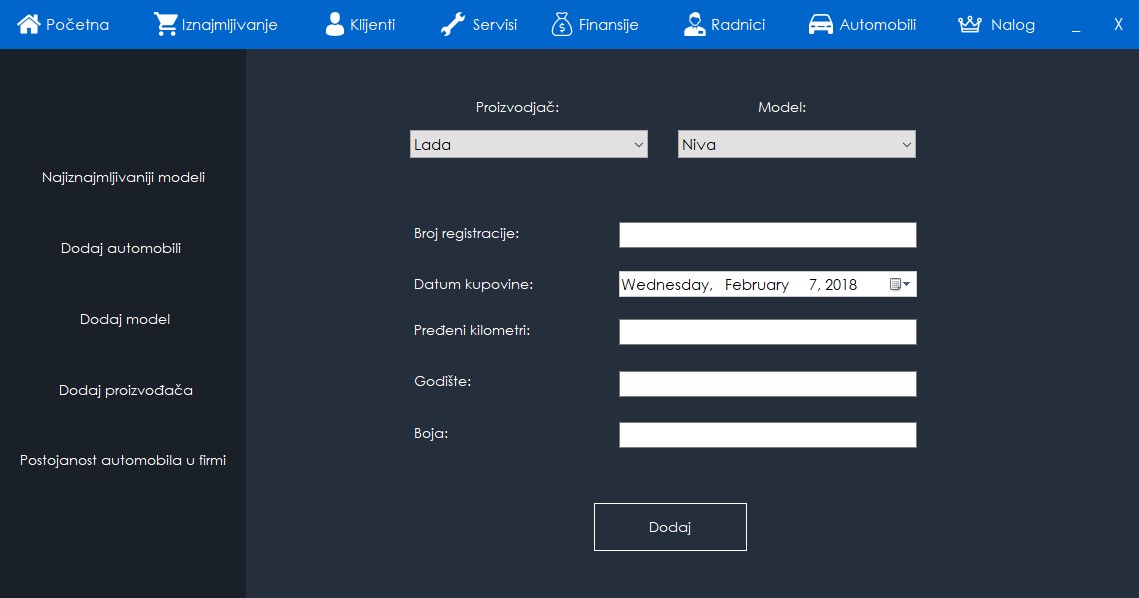 Početna Iznajmljivanje Klijenti Servisi $ Finansije Radnici Automobili Nalog _ X
Proizvodjač: Model:
Lada Niva
Najiznajmljivaniji modeli
Broj registracije:
Dodaj automobili
Datum kupovine: Wednesday, February 7, 2018
Dodaj model
Pređeni kilometri:
Godište:
Dodaj proizvođača
Boja:
Postojanost automobila u firmi
Dodaj